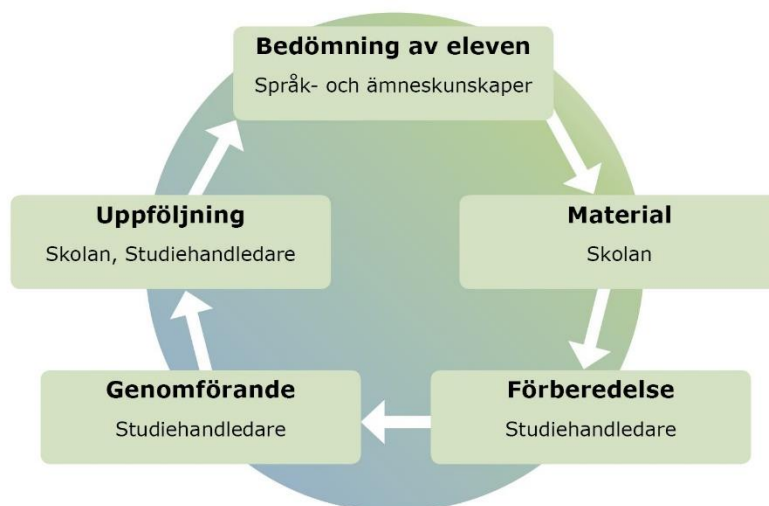 Bedömning av eleven
Språk- och ämneskunskaper
Material
Skolan
Förberedelse
Studiehandledare
Genomförande
Studiehandledare
Uppföljning
Skolan, Studiehandledare